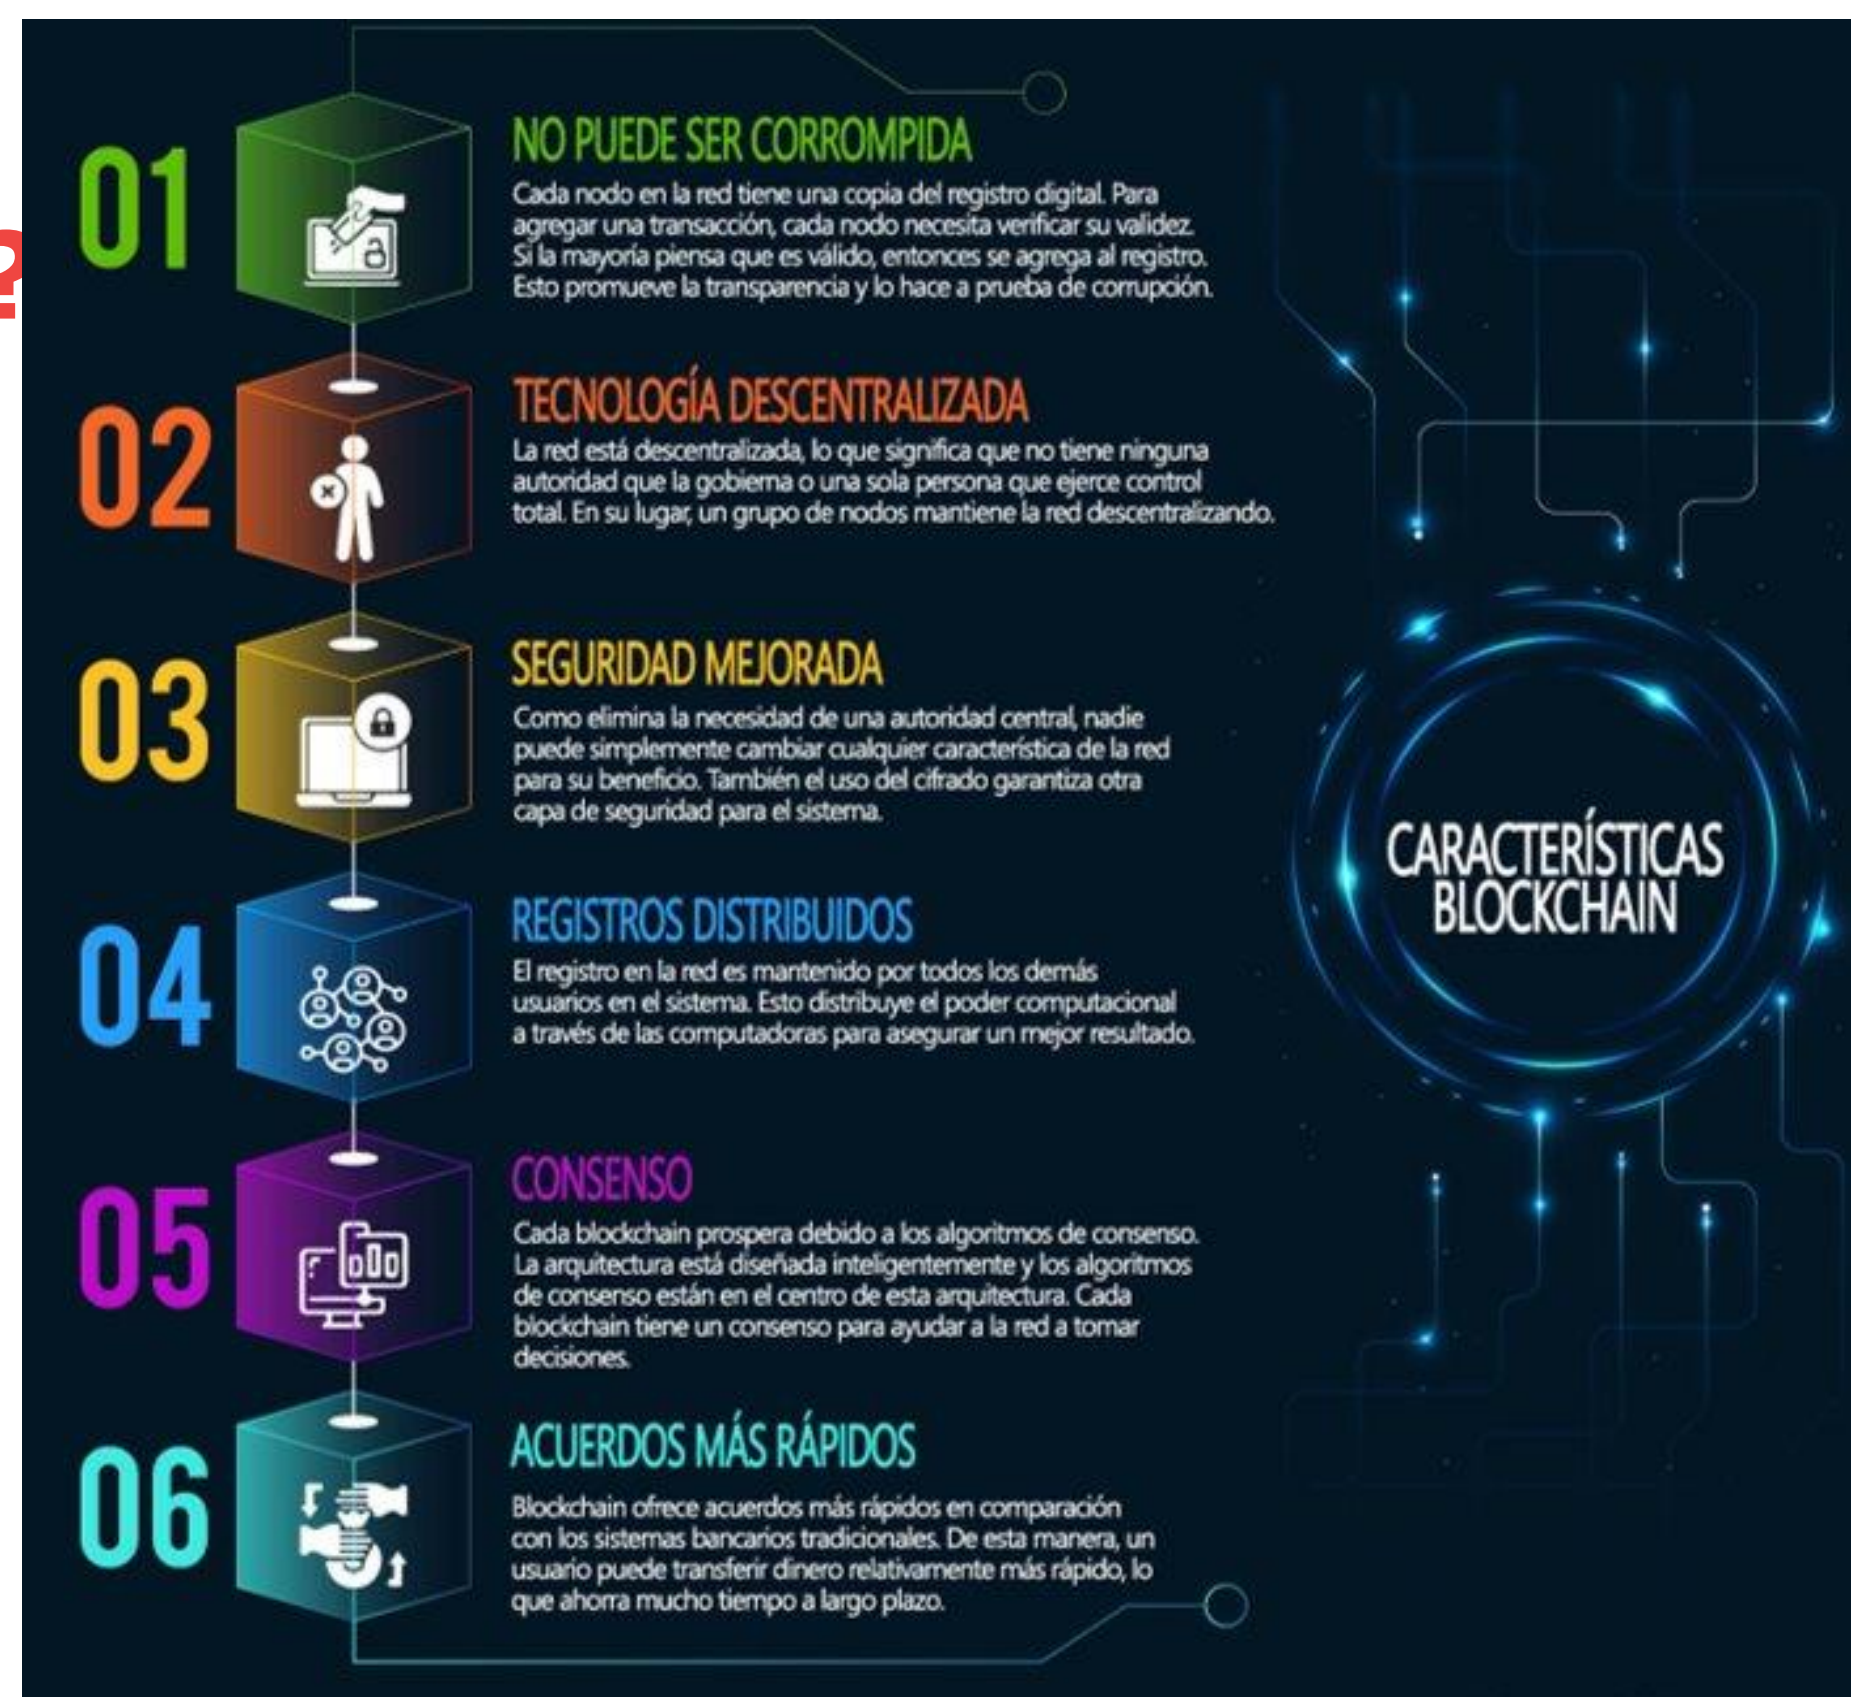 ?
01
NO PUEDE SER CORROMPIDA
Cada nodo en la red tiene una copia del registro digital. Para
agregar una transacción, cada nodo necesita verificar su validez.
Si la mayoría piensa que es válido, entonces se agrega al registro.
Esto promueve la transparencia y lo hace a prueba de corrupción.
02
TECNOLOGÍA DESCENTRALIZADA
La red está descentralizada, lo que significa que no tiene ninguna
autoridad que la gobierna o una sola persona que ejerce control
total. En su lugar, un grupo de nodos mantiene la red descentralizando.
03
SEGURIDAD MEJORADA
Como elimina la necesidad de una autoridad central, nadie
puede simplemente cambiar cualquier característica de la red
para su beneficio. También el uso del cifrado garantiza otra
capa de seguridad para el sistema.
CARACTERÍSTICAS
BLOCKCHAIN
04
REGISTROS DISTRIBUIDOS
El registro en la red es mantenido por todos los demás
usuarios en el sistema. Esto distribuye el poder computacional
a través de las computadoras para asegurar un mejor resultado.
05
CONSENSO
Cada blockchain prospera debido a los algoritmos de consenso.
La arquitectura está diseñada inteligentemente y los algoritmos
de consenso están en el centro de esta arquitectura. Cada
blockchain tiene un consenso para ayudar a la red a tomar
decisiones.
06
ACUERDOS MÁS RÁPIDOS
Blockchain ofrece acuerdos más rápidos en comparación
con los sistemas bancarios tradicionales. De esta manera, un
usuario puede transferir dinero relativamente más rápido, lo
que ahorra mucho tiempo a largo plazo.